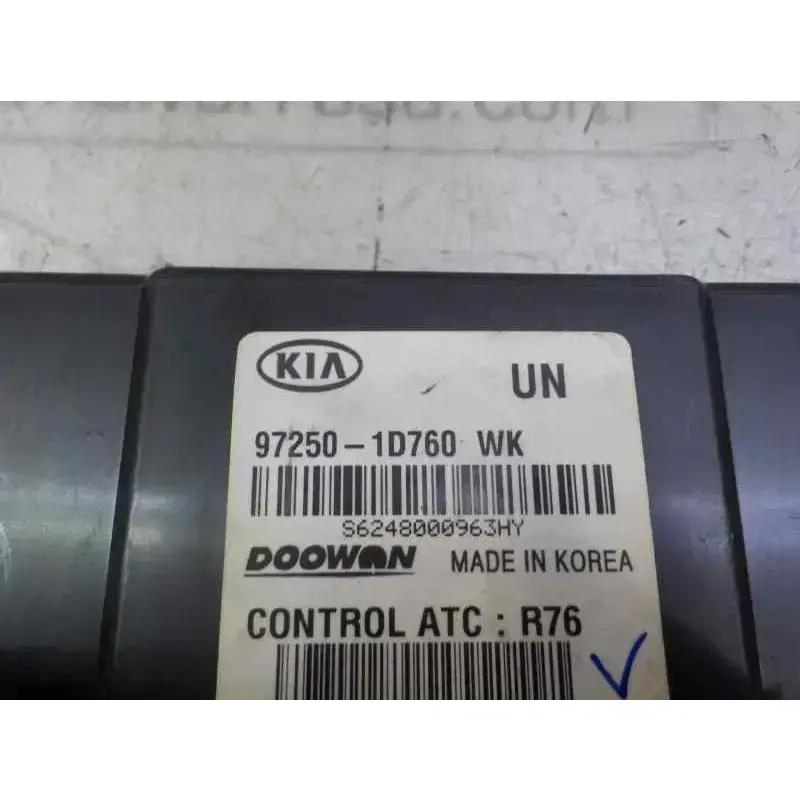 KIA
UN
97250-1D760 WK
S6248000963HY
DOOWON
MADE IN KOREA
CONTROL ATC : R76